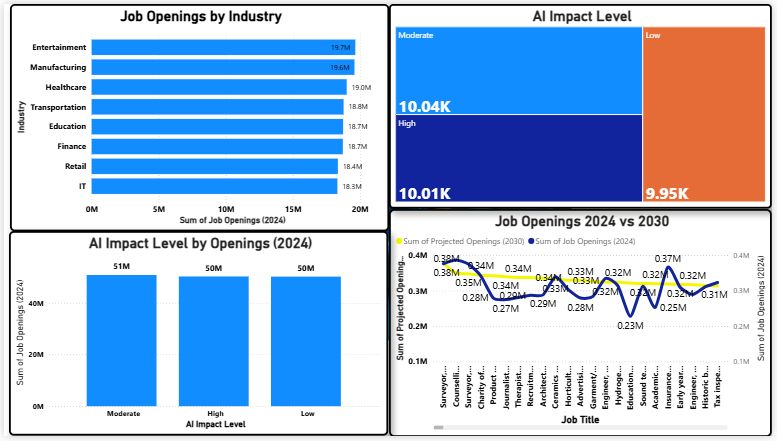 Job Openings by Industry
Industry
Entertainment 19.7M
Manufacturing 19.6M
Healthcare 19.0M
Transportation 18.8M
Education 18.7M
Finance 18.7M
Retail 18.4M
IT 18.3M
0M 5M 10M 15M 20M
Sum of Job Openings (2024)
AI Impact Level
Moderate
10.04K
High
10.01K
Low
9.95K
AI Impact Level by Openings (2024)
Sum of Job Openings (2024)
51M 50M 50M
40M
20M
0M
Moderate High Low
AI Impact Level
Job Openings 2024 vs 2030
Sum of Projected Openings (2030) Sum of Job Openings (2024)
Sum of Projected Opening...
Sum of Job Openings (2024)
0.4M 0.4M
0.3M 0.3M
0.2M 0.2M
0.1M 0.1M
0.38M
0.38M
0.35M
0.34M
0.28M
0.34M
0.27M
0.34M
0.29M
0.29M
0.34M
0.33M
0.33M
0.28M
0.33M
0.32M
0.32M
0.23M
0.32M
0.25M
0.37M
0.32M
0.32M
0.31M
Surveyor,...
Counselli...
Surveyor,...
Charity of...
Product ...
Journalist...
Therapist...
Recruitm...
Architect...
Ceramics ...
Horticult...
Advertisi...
Garment/...
Engineer, ...
Hydroge...
Education...
Sound te...
Academic...
Insurance...
Early year...
Engineer, ...
Historic b...
Tax inspe...
Job Title